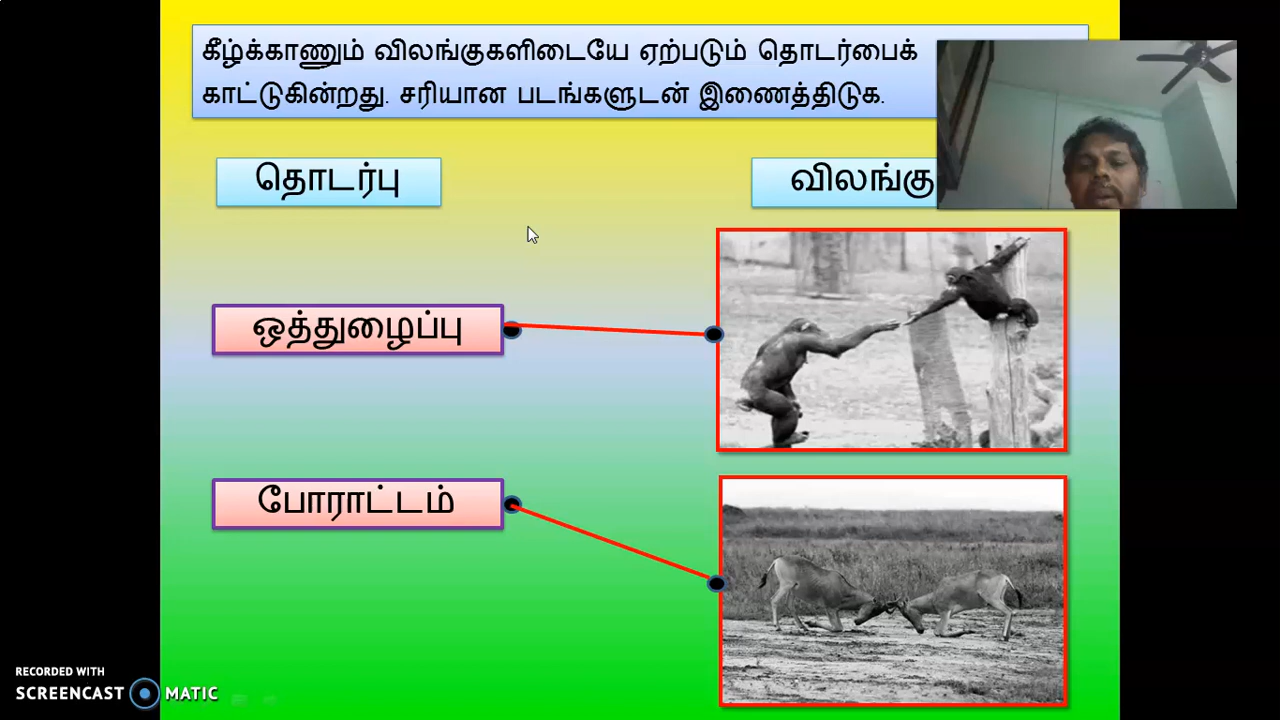 கீழ்க்காணும் விலங்குகளிடையே ஏற்படும் தொடர்பைக்
காட்டுகின்றது. சரியான படங்களுடன் இணைத்திடுக.
தொடர்பு
விலங்கு
ஒத்துழைப்பு
போராட்டம்
RECORDED WITH
SCREENCAST MATIC